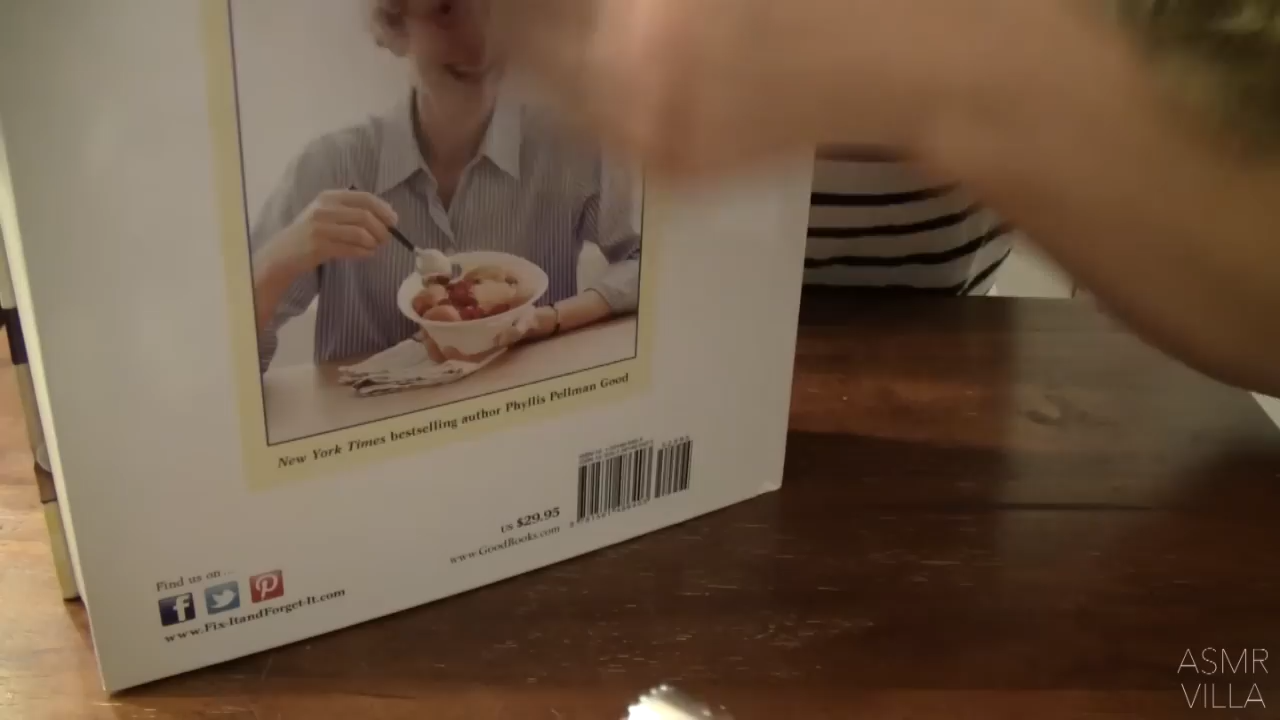 New York Times bestselling author Phyllis Pellman Good
US $29.95
www.GoodBooks.com
Find us on...
f
www.Fix-ItandForget-It.com
ASMR
VILLA